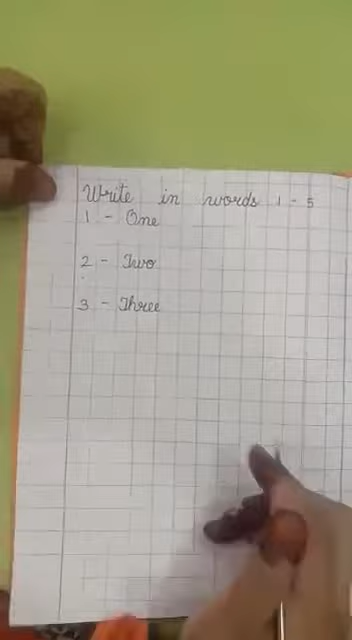 Write in words 1 - 5
1 - One
2 - Two
3 - Three